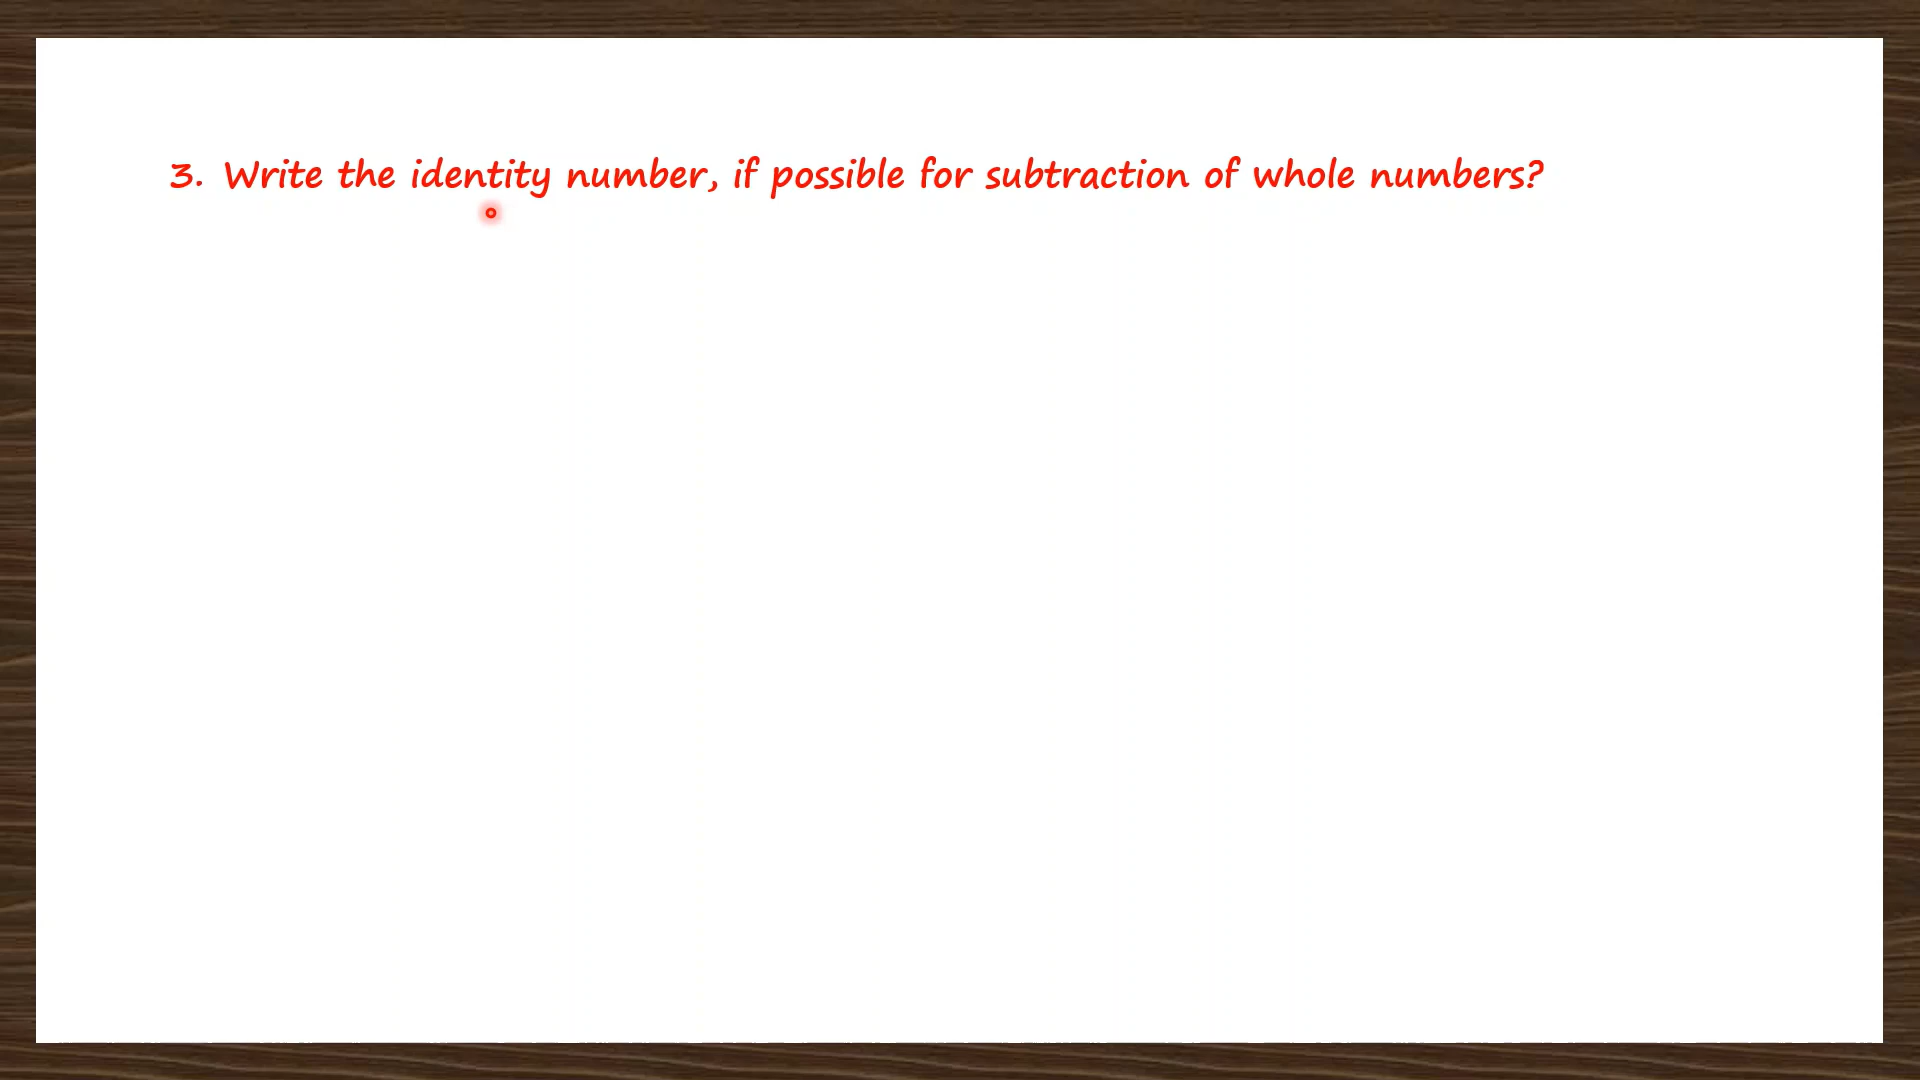 3. Write the identity number, if possible for subtraction of whole numbers?